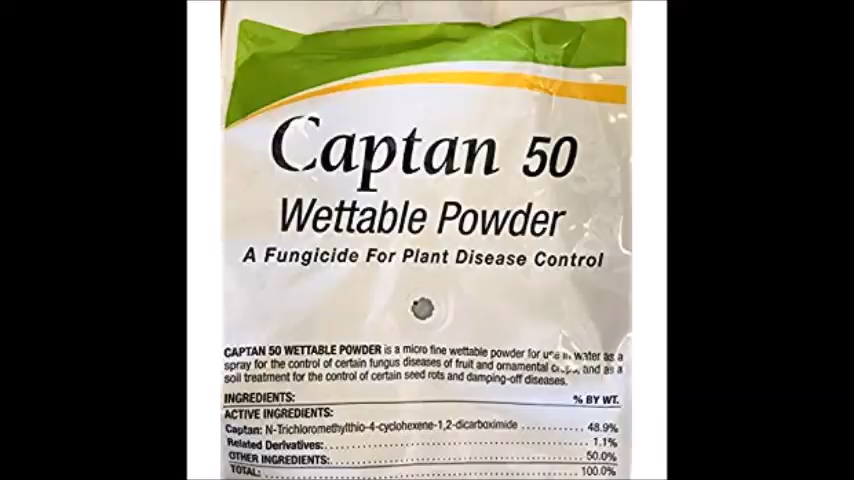 Captan 50
Wettable Powder
A Fungicide For Plant Disease Control
CAPTAN 50 WETTABLE POWDER is a micro fine wettable powder for use in water as a
spray for the control of certain fungus diseases of fruit and ornamental and as a
soil treatment for the control of certain seed rots and damping-off diseases.
INGREDIENTS: % BY WT.
ACTIVE INGREDIENTS:
Captan: N-Trichloromethylthio-4-cyclohexene-1,2-dicarboximide .............. 48.9%
Related Derivatives:.............. 1.1%
OTHER INGREDIENTS:.............. 50.0%
TOTAL:.............. 100.0%